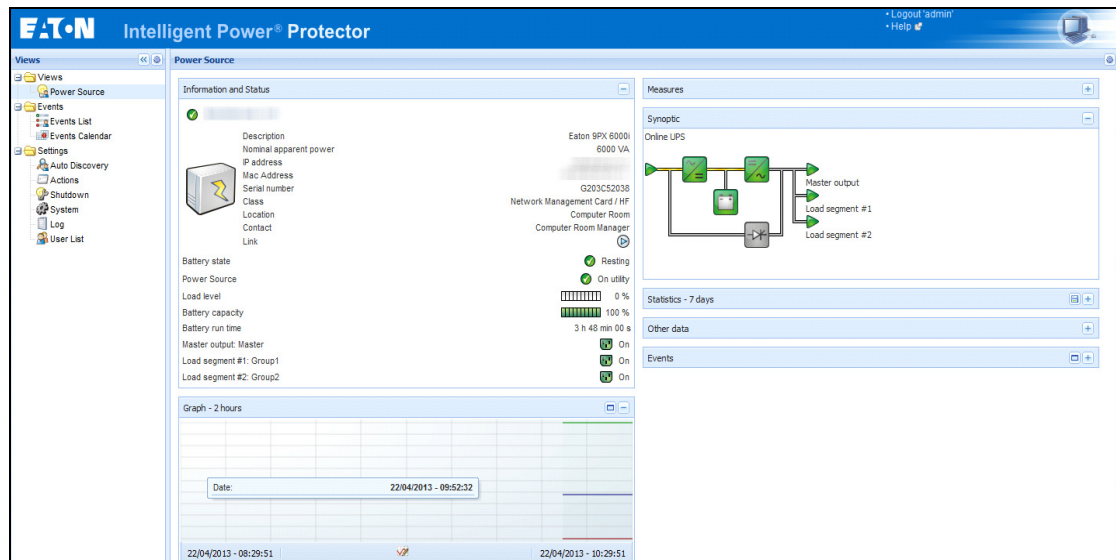 EATON Intelligent Power® Protector
• Logout 'admin'
• Help
Views
Power Source
Views
Power Source
Events
Events List
Events Calendar
Settings
Auto Discovery
Actions
Shutdown
System
Log
User List
Information and Status
Description Eaton 9PX 6000i
Nominal apparent power 6000 VA
IP address
Mac Address
Serial number G203C52038
Class Network Management Card / HF
Location Computer Room
Contact Computer Room Manager
Link
Battery state Resting
Power Source On utility
Load level 0 %
Battery capacity 100 %
Battery run time 3 h 48 min 00 s
Master output: Master On
Load segment #1: Group1 On
Load segment #2: Group2 On
Graph - 2 hours
Date: 22/04/2013 - 09:52:32
22/04/2013 - 08:29:51 22/04/2013 - 10:29:51
Measures
Synoptic
Online UPS
Master output
Load segment #1
Load segment #2
Statistics - 7 days
Other data
Events